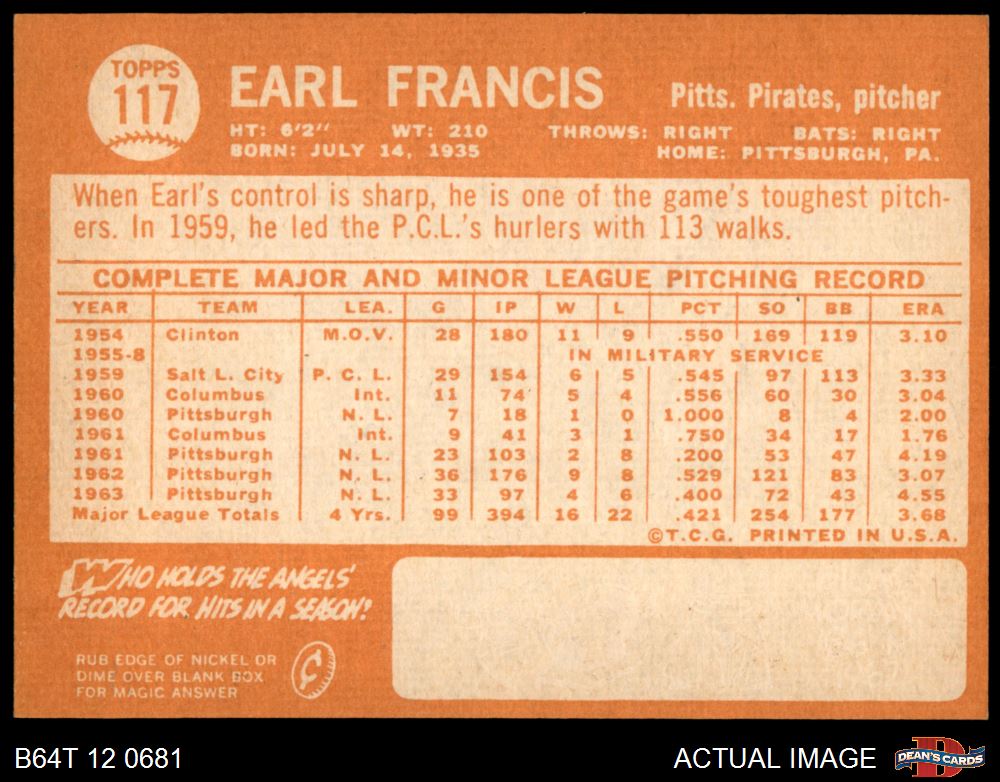 TOPPS
117
EARL FRANCIS
Pitts. Pirates, pitcher
HT: 6'2" WT: 210 THROWS: RIGHT BATS: RIGHT
BORN: JULY 14, 1935 HOME: PITTSBURGH, PA.
When Earl's control is sharp, he is one of the game's toughest pitch-
ers. In 1959, he led the P.C.L.'s hurlers with 113 walks.
COMPLETE MAJOR AND MINOR LEAGUE PITCHING RECORD
YEAR TEAM LEA. G IP W L PCT SO BB ERA
1954 Clinton M.O.V. 28 180 11 9 .550 169 119 3.10
1955-8 IN MILITARY SERVICE
1959 Salt L. City P. C. L. 29 154 6 5 .545 97 113 3.33
1960 Columbus Int. 11 74 5 4 .556 60 30 3.04
1960 Pittsburgh N. L. 7 18 1 0 1.000 8 4 2.00
1961 Columbus Int. 9 41 3 1 .750 34 17 1.76
1961 Pittsburgh N. L. 23 103 2 8 .200 53 47 4.19
1962 Pittsburgh N. L. 36 176 9 8 .529 121 83 3.07
1963 Pittsburgh N. L. 33 97 4 6 .400 72 43 4.55
Major League Totals 4 Yrs. 99 394 16 22 .421 254 177 3.68
©T.C.G. PRINTED IN U.S.A.
WHO HOLDS THE ANGELS'
RECORD FOR HITS IN A SEASON?
RUB EDGE OF NICKEL OR
DIME OVER BLANK BOX
FOR MAGIC ANSWER
B64T 12 0681
ACTUAL IMAGE
DEAN'S CARDS